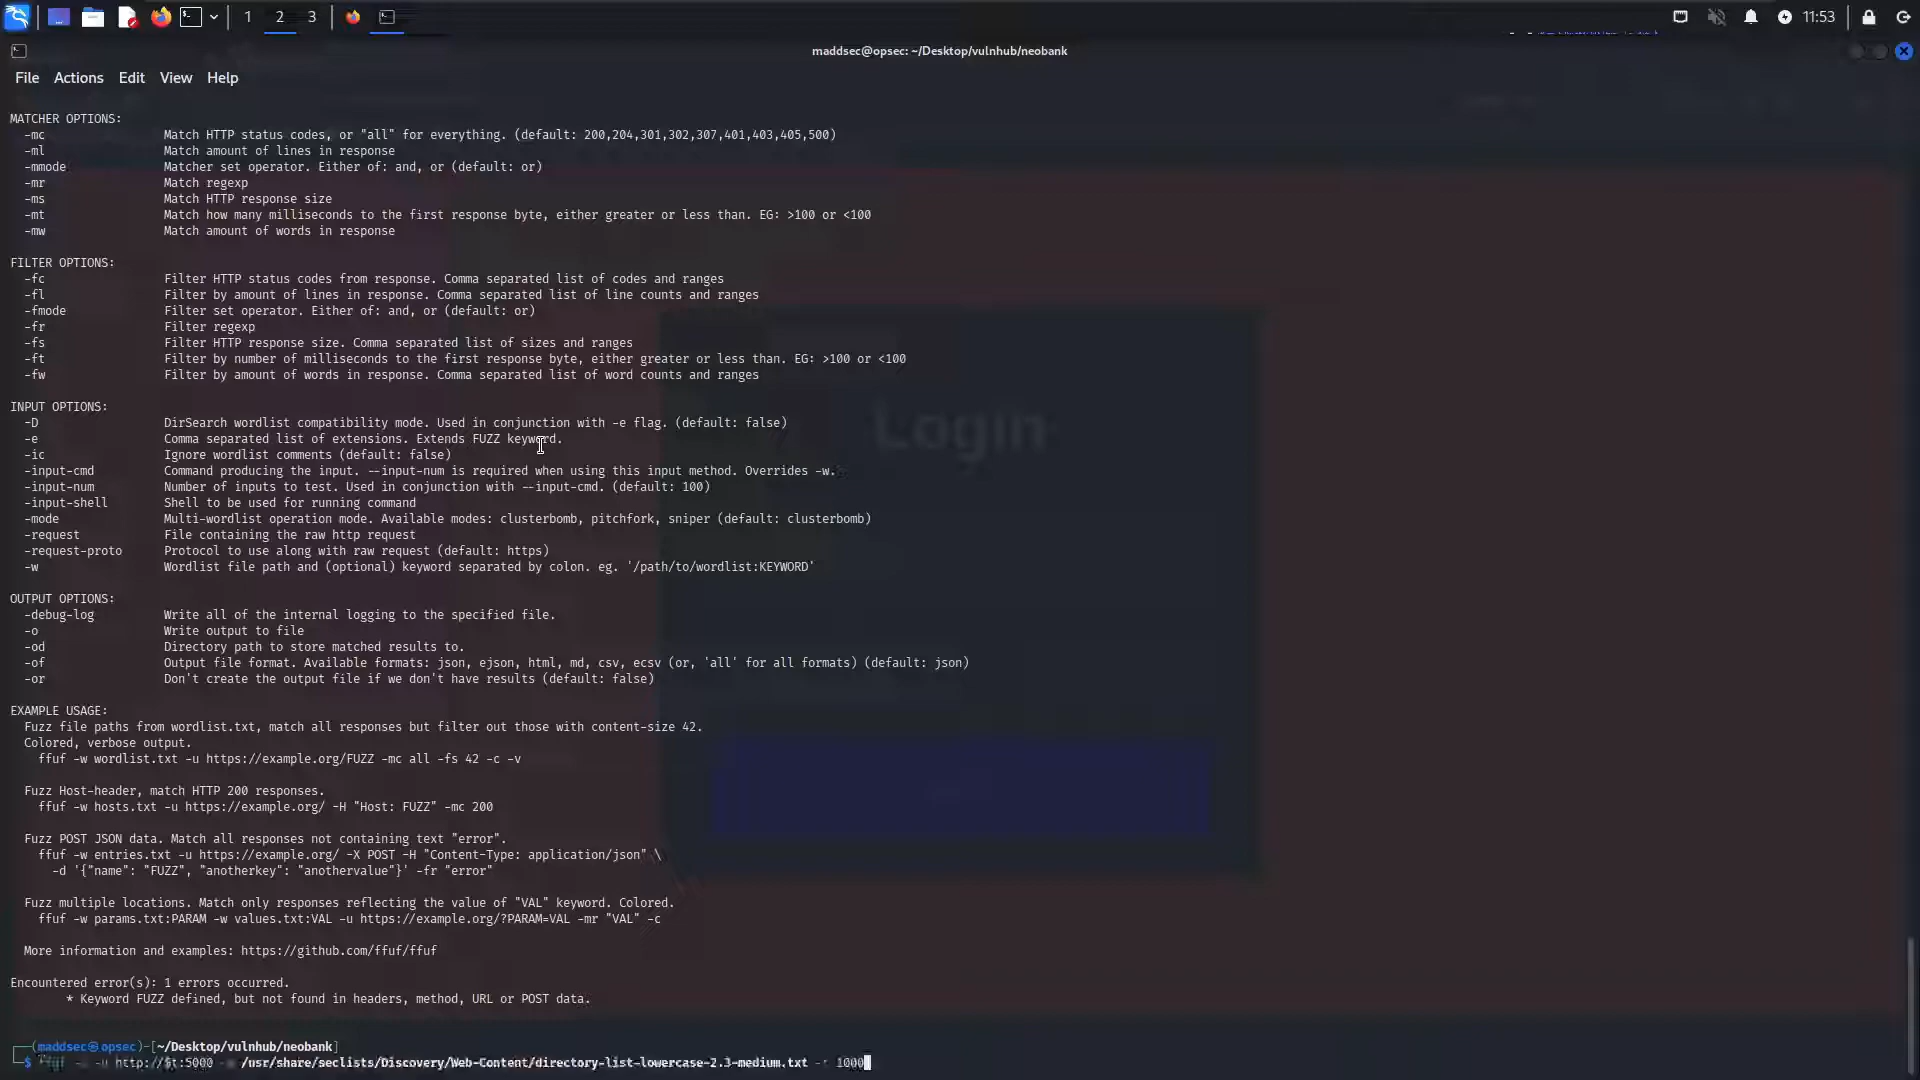 1 2 3 11:53
maddsec@opsec: ~/Desktop/vulnhub/neobank
File Actions Edit View Help
MATCHER OPTIONS:
-mc Match HTTP status codes, or "all" for everything. (default: 200,204,301,302,307,401,403,405,500)
-ml Match amount of lines in response
-mmode Matcher set operator. Either of: and, or (default: or)
-mr Match regexp
-ms Match HTTP response size
-mt Match how many milliseconds to the first response byte, either greater or less than. EG: >100 or <100
-mw Match amount of words in response
FILTER OPTIONS:
-fc Filter HTTP status codes from response. Comma separated list of codes and ranges
-fl Filter by amount of lines in response. Comma separated list of line counts and ranges
-fmode Filter set operator. Either of: and, or (default: or)
-fr Filter regexp
-fs Filter HTTP response size. Comma separated list of sizes and ranges
-ft Filter by number of milliseconds to the first response byte, either greater or less than. EG: >100 or <100
-fw Filter by amount of words in response. Comma separated list of word counts and ranges
INPUT OPTIONS:
-D DirSearch wordlist compatibility mode. Used in conjunction with -e flag. (default: false)
-e Comma separated list of extensions. Extends FUZZ keyword.
-ic Ignore wordlist comments (default: false)
-input-cmd Command producing the input. --input-num is required when using this input method. Overrides -w.
-input-num Number of inputs to test. Used in conjunction with --input-cmd. (default: 100)
-input-shell Shell to be used for running command
-mode Multi-wordlist operation mode. Available modes: clusterbomb, pitchfork, sniper (default: clusterbomb)
-request File containing the raw http request
-request-proto Protocol to use along with raw request (default: https)
-w Wordlist file path and (optional) keyword separated by colon. eg. '/path/to/wordlist:KEYWORD'
OUTPUT OPTIONS:
-debug-log Write all of the internal logging to the specified file.
-o Write output to file
-od Directory path to store matched results to.
-of Output file format. Available formats: json, ejson, html, md, csv, ecsv (or, 'all' for all formats) (default: json)
-or Don't create the output file if we don't have results (default: false)
EXAMPLE USAGE:
Fuzz file paths from wordlist.txt, match all responses but filter out those with content-size 42.
Colored, verbose output.
ffuf -w wordlist.txt -u https://example.org/FUZZ -mc all -fs 42 -c -v
Fuzz Host-header, match HTTP 200 responses.
ffuf -w hosts.txt -u https://example.org/ -H "Host: FUZZ" -mc 200
Fuzz POST JSON data. Match all responses not containing text "error".
ffuf -w entries.txt -u https://example.org/ -X POST -H "Content-Type: application/json" \
-d '{"name": "FUZZ", "anotherkey": "anothervalue"}' -fr "error"
Fuzz multiple locations. Match only responses reflecting the value of "VAL" keyword. Colored.
ffuf -w params.txt:PARAM -w values.txt:VAL -u https://example.org/?PARAM=VAL -mr "VAL" -c
More information and examples: https://github.com/ffuf/ffuf
Encountered error(s): 1 errors occurred.
* Keyword FUZZ defined, but not found in headers, method, URL or POST data.
(maddsec@opsec)-[~/Desktop/vulnhub/neobank]
$ -u http://$t:5000 /usr/share/seclists/Discovery/Web-Content/directory-list-lowercase-2.3-medium.txt 1000
Login